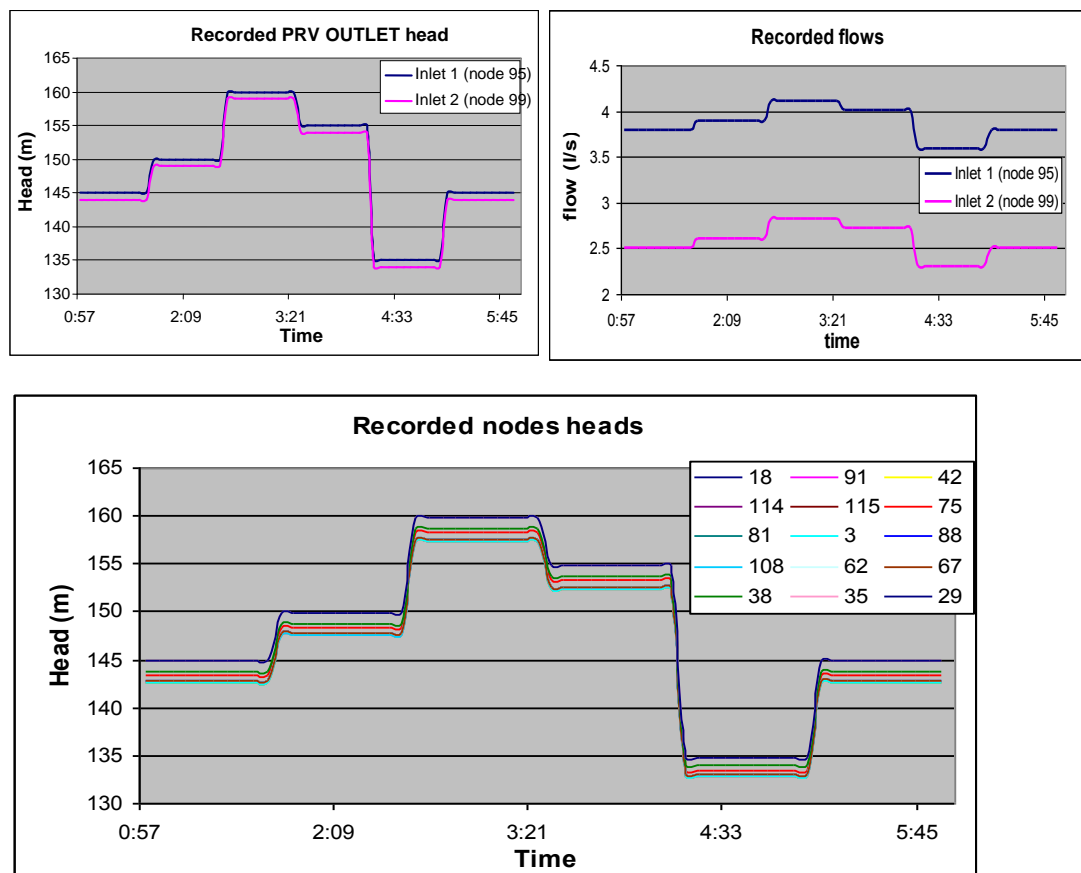 Recorded PRV OUTLET head
165
160
155
150
145
140
135
130
Head (m)
Inlet 1 (node 95)
Inlet 2 (node 99)
0:57 2:09 3:21 4:33 5:45
Time
Recorded flows
4.5
4
3.5
3
2.5
2
flow (l/s)
Inlet 1 (node 95)
Inlet 2 (node 99)
0:57 2:09 3:21 4:33 5:45
time
Recorded nodes heads
165
160
155
150
145
140
135
130
Head (m)
18 91 42
114 115 75
81 3 88
108 62 67
38 35 29
0:57 2:09 3:21 4:33 5:45
Time